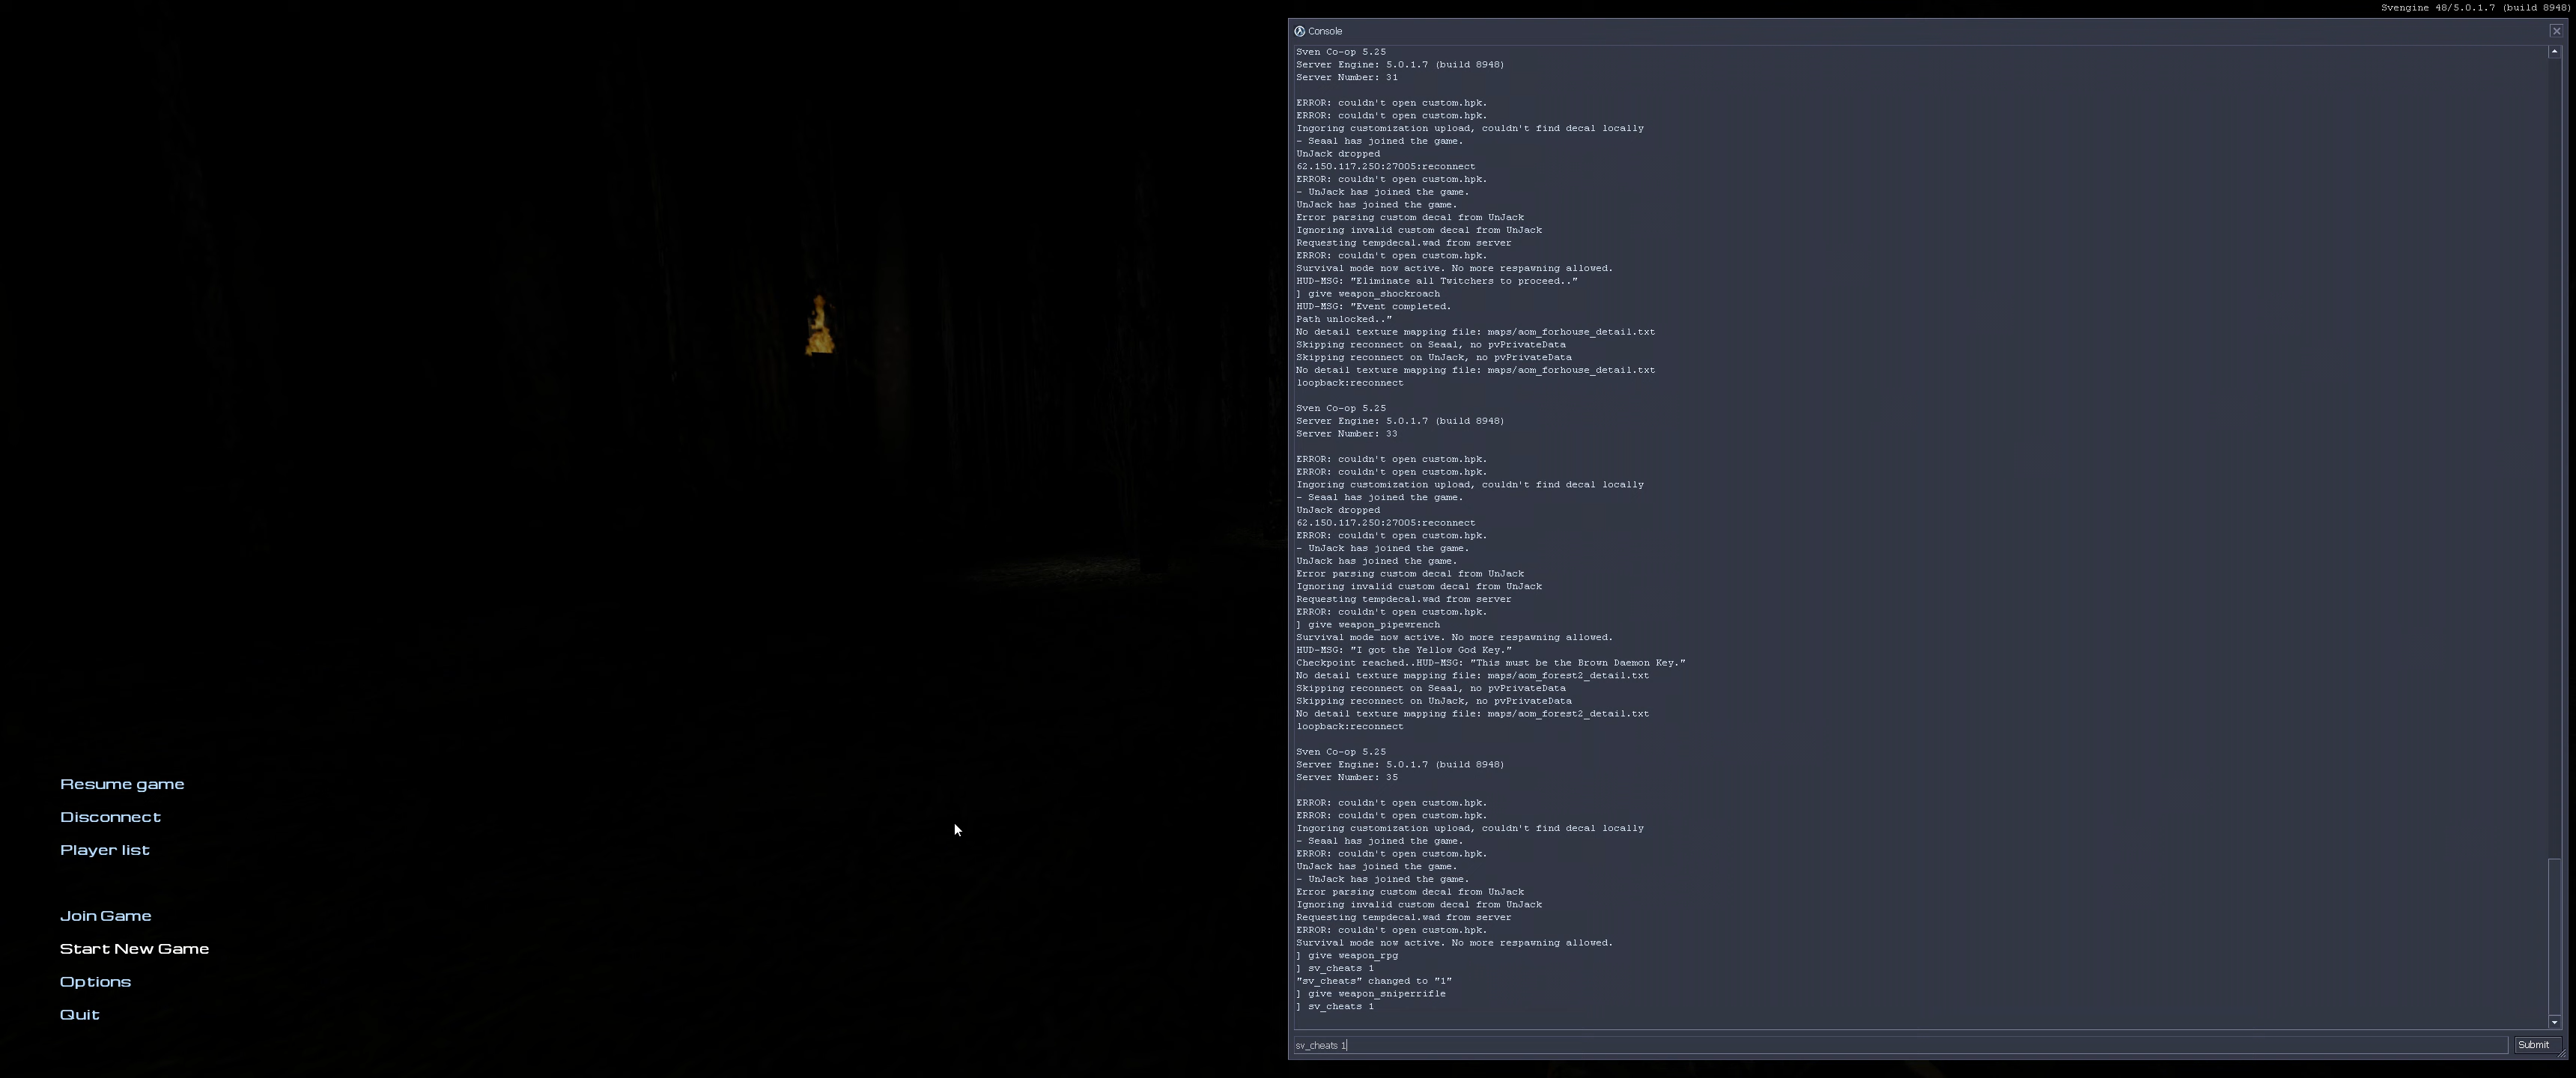 Svengine 48/5.0.1.7 (build 8948)
Console
Sven Co-op 5.25
Server Engine: 5.0.1.7 (build 8948)
Server Number: 31
ERROR: couldn't open custom.hpk.
ERROR: couldn't open custom.hpk.
Ingoring customization upload, couldn't find decal locally
- Seaal has joined the game.
UnJack dropped
62.150.117.250:27005:reconnect
ERROR: couldn't open custom.hpk.
- UnJack has joined the game.
UnJack has joined the game.
Error parsing custom decal from UnJack
Ignoring invalid custom decal from UnJack
Requesting tempdecal.wad from server
ERROR: couldn't open custom.hpk.
Survival mode now active. No more respawning allowed.
HUD-MSG: "Eliminate all Twitchers to proceed.."
] give weapon_shockroach
HUD-MSG: "Event completed.
Path unlocked.."
No detail texture mapping file: maps/aom_forhouse_detail.txt
Skipping reconnect on Seaal, no pvPrivateData
Skipping reconnect on UnJack, no pvPrivateData
No detail texture mapping file: maps/aom_forhouse_detail.txt
loopback:reconnect
Sven Co-op 5.25
Server Engine: 5.0.1.7 (build 8948)
Server Number: 33
ERROR: couldn't open custom.hpk.
ERROR: couldn't open custom.hpk.
Ingoring customization upload, couldn't find decal locally
- Seaal has joined the game.
UnJack dropped
62.150.117.250:27005:reconnect
ERROR: couldn't open custom.hpk.
- UnJack has joined the game.
UnJack has joined the game.
Error parsing custom decal from UnJack
Ignoring invalid custom decal from UnJack
Requesting tempdecal.wad from server
ERROR: couldn't open custom.hpk.
] give weapon_pipewrench
Survival mode now active. No more respawning allowed.
HUD-MSG: "I got the Yellow God Key."
Checkpoint reached..HUD-MSG: "This must be the Brown Daemon Key."
No detail texture mapping file: maps/aom_forest2_detail.txt
Skipping reconnect on Seaal, no pvPrivateData
Skipping reconnect on UnJack, no pvPrivateData
No detail texture mapping file: maps/aom_forest2_detail.txt
loopback:reconnect
Sven Co-op 5.25
Server Engine: 5.0.1.7 (build 8948)
Server Number: 35
ERROR: couldn't open custom.hpk.
ERROR: couldn't open custom.hpk.
Ingoring customization upload, couldn't find decal locally
- Seaal has joined the game.
ERROR: couldn't open custom.hpk.
UnJack has joined the game.
- UnJack has joined the game.
Error parsing custom decal from UnJack
Ignoring invalid custom decal from UnJack
Requesting tempdecal.wad from server
ERROR: couldn't open custom.hpk.
Survival mode now active. No more respawning allowed.
] give weapon_rpg
] sv_cheats 1
"sv_cheats" changed to "1"
] give weapon_sniperrifle
] sv_cheats 1
sv_cheats 1
Submit
Resume game
Disconnect
Player list
Join Game
Start New Game
Options
Quit